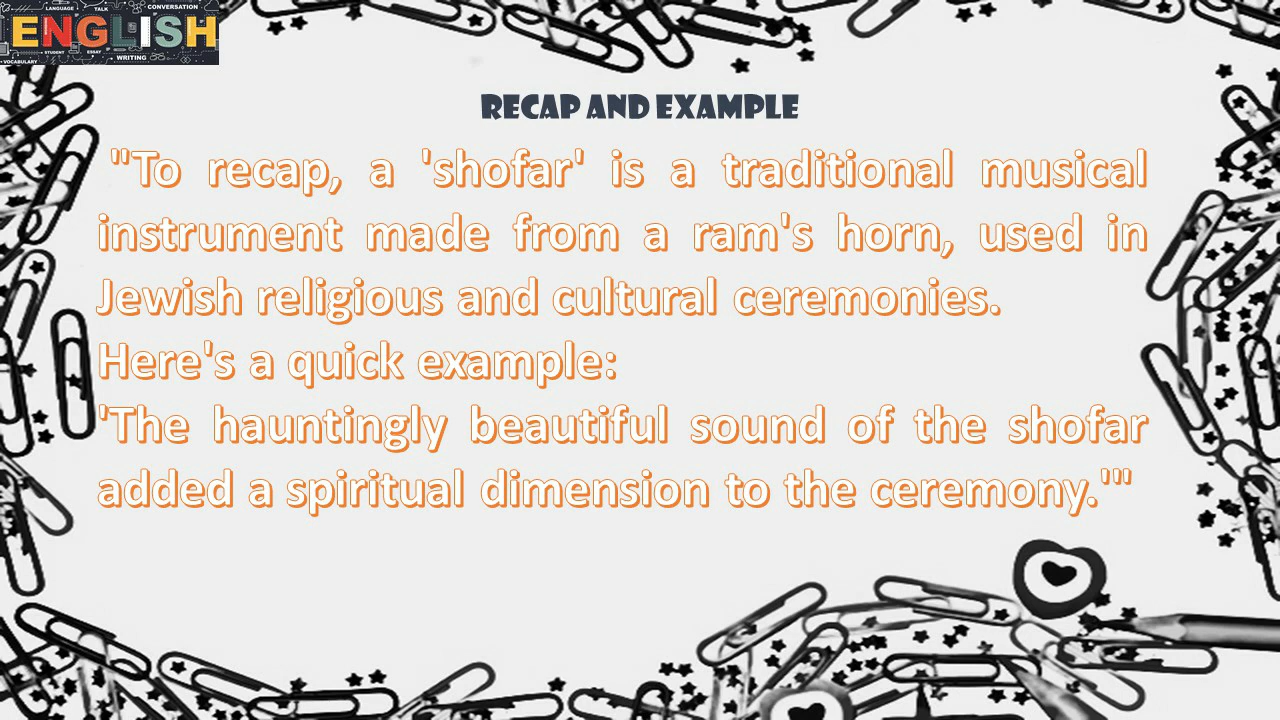 LANGUAGE TALK CONVERSATION
ENGLISH
STUDENT ESSAY
VOCABULARY WRITING
RECAP AND EXAMPLE
"To recap, a 'shofar' is a traditional musical
instrument made from a ram's horn, used in
Jewish religious and cultural ceremonies.
Here's a quick example:
'The hauntingly beautiful sound of the shofar
added a spiritual dimension to the ceremony.'"